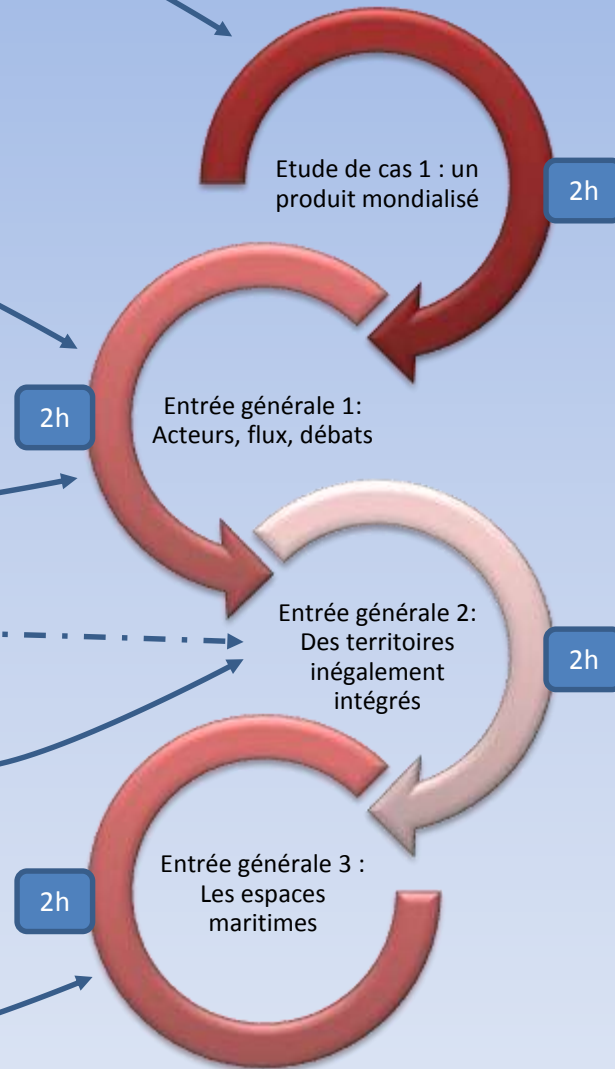 Etude de cas 1 : un
produit mondialisé
2h
Entrée générale 1:
Acteurs, flux, débats
2h
Entrée générale 2:
Des territoires
inégalement
intégrés
2h
Entrée générale 3 :
Les espaces
maritimes
2h